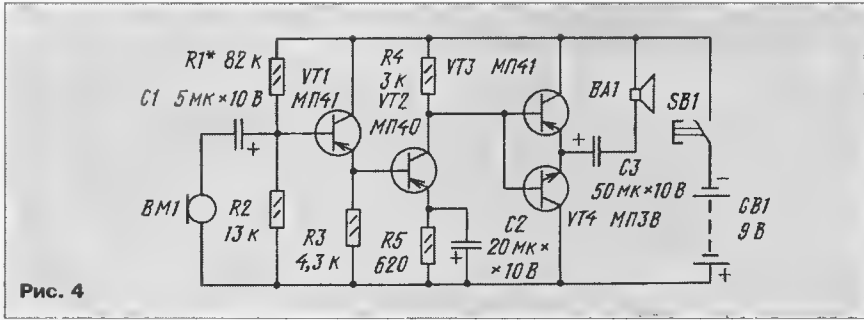 R1* 82 к
C1 5 мк × 10 В
+
VT1
МП41
R4
3 к
VT2
МП40
VT3 МП41
BA1
SB1
+
C3
50 мк × 10 В
VT4 МП3В
−
GB1
9 В
+
BM1
R2
13 к
R3
4,3 к
R5
620
+
C2
20 мк ×
× 10 В
Рис. 4